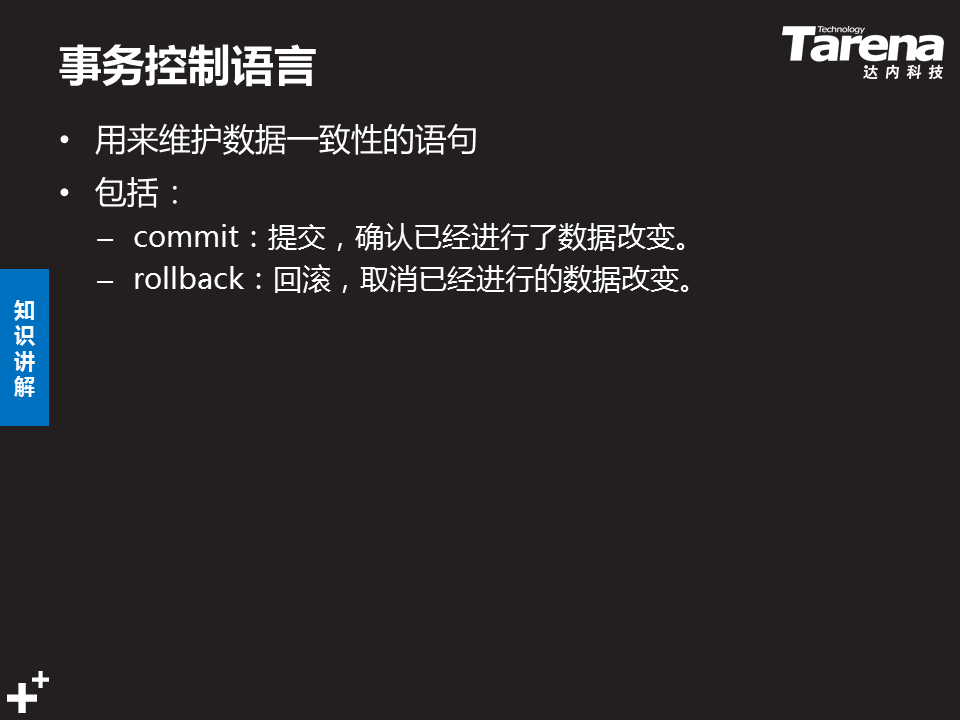 事务控制语言
Technology
Tarena
达内科技
• 用来维护数据一致性的语句
• 包括：
– commit：提交，确认已经进行了数据改变。
– rollback：回滚，取消已经进行的数据改变。
知
识
讲
解